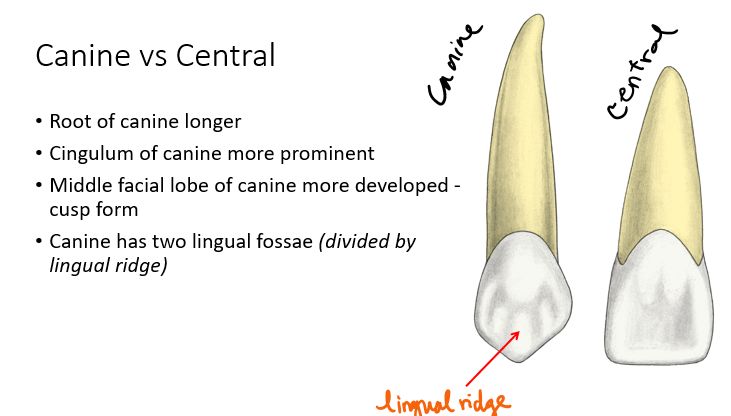 Canine vs Central
• Root of canine longer
• Cingulum of canine more prominent
• Middle facial lobe of canine more developed -
cusp form
• Canine has two lingual fossae (divided by
lingual ridge)
Canine
Central
lingual ridge